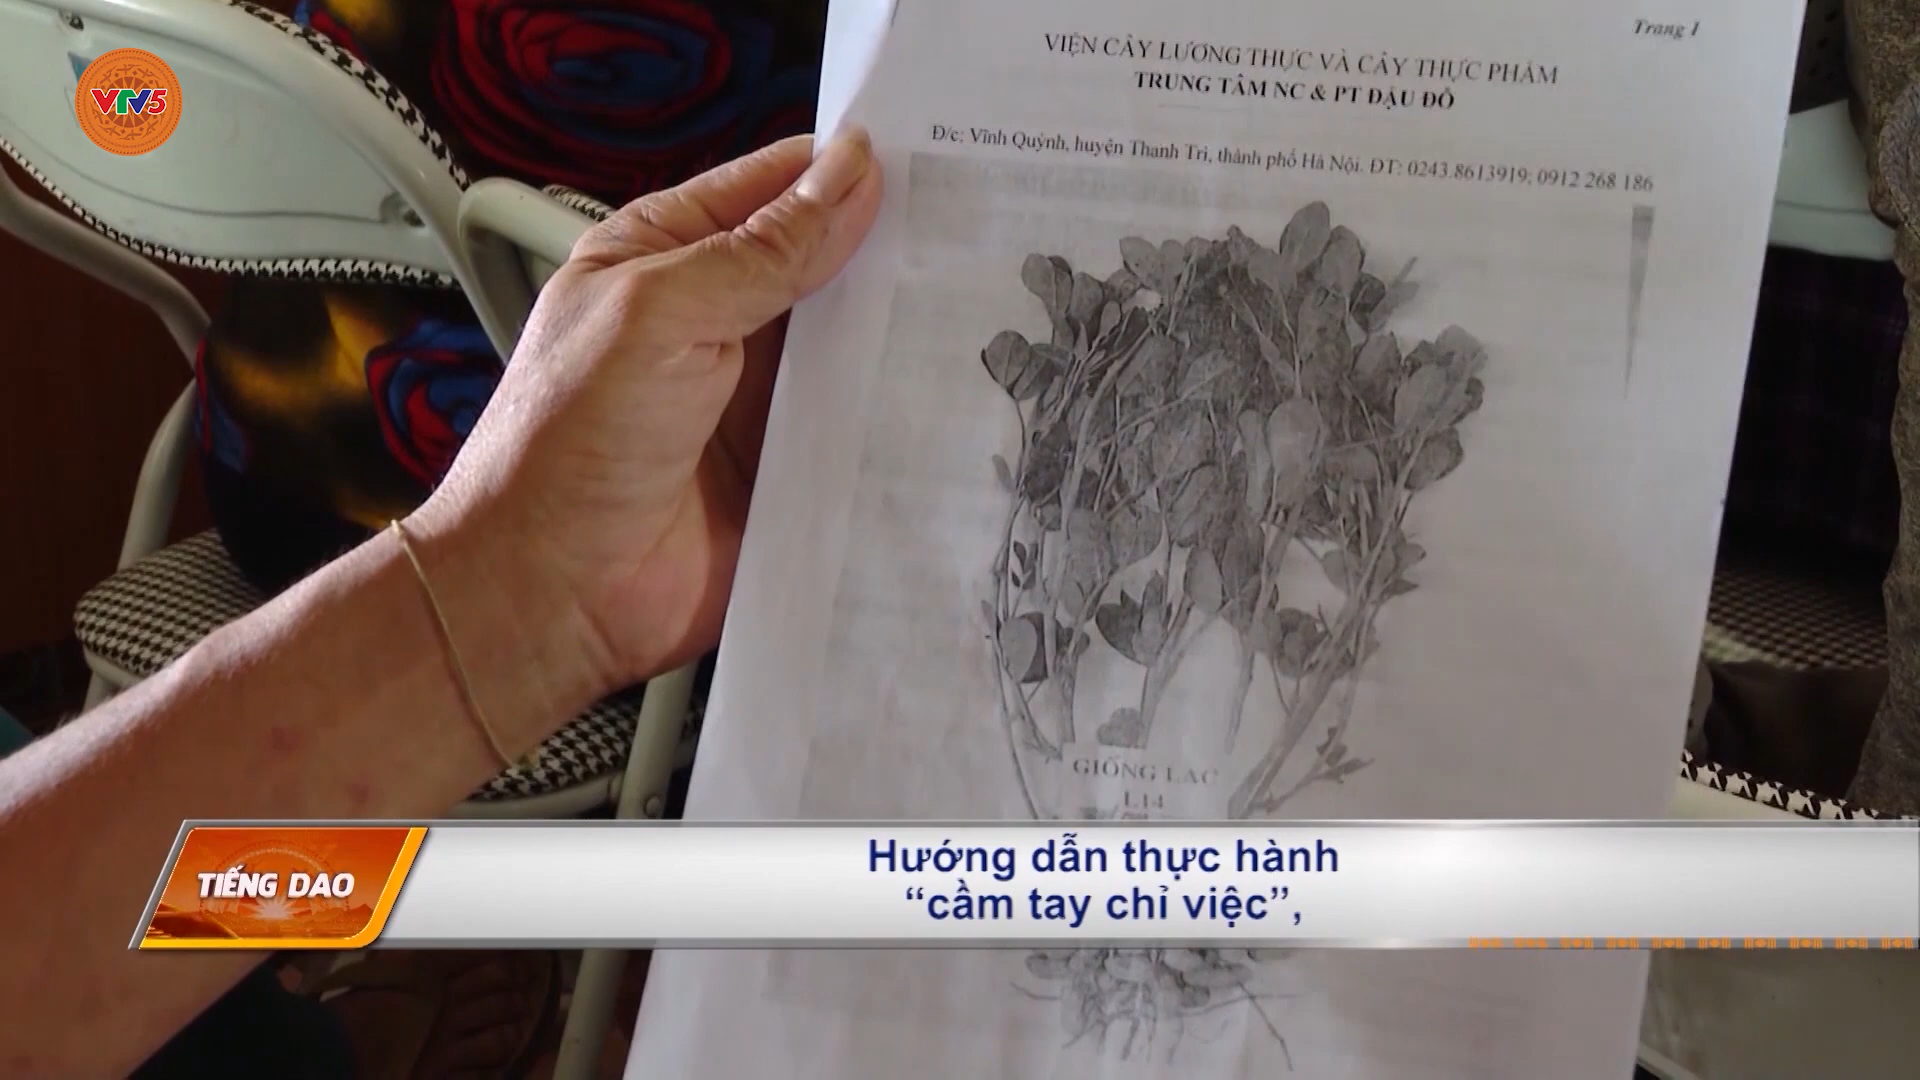 VTV5
Trang 1
VIỆN CÂY LƯƠNG THỰC VÀ CÂY THỰC PHẨM
TRUNG TÂM NC & PT ĐẬU ĐỖ
Đ/c: Vĩnh Quỳnh, huyện Thanh Trì, thành phố Hà Nội. ĐT: 0243.8613919; 0912 268 186
GIỐNG LẠC
L14
TIẾNG DAO
Hướng dẫn thực hành
“cầm tay chỉ việc”,